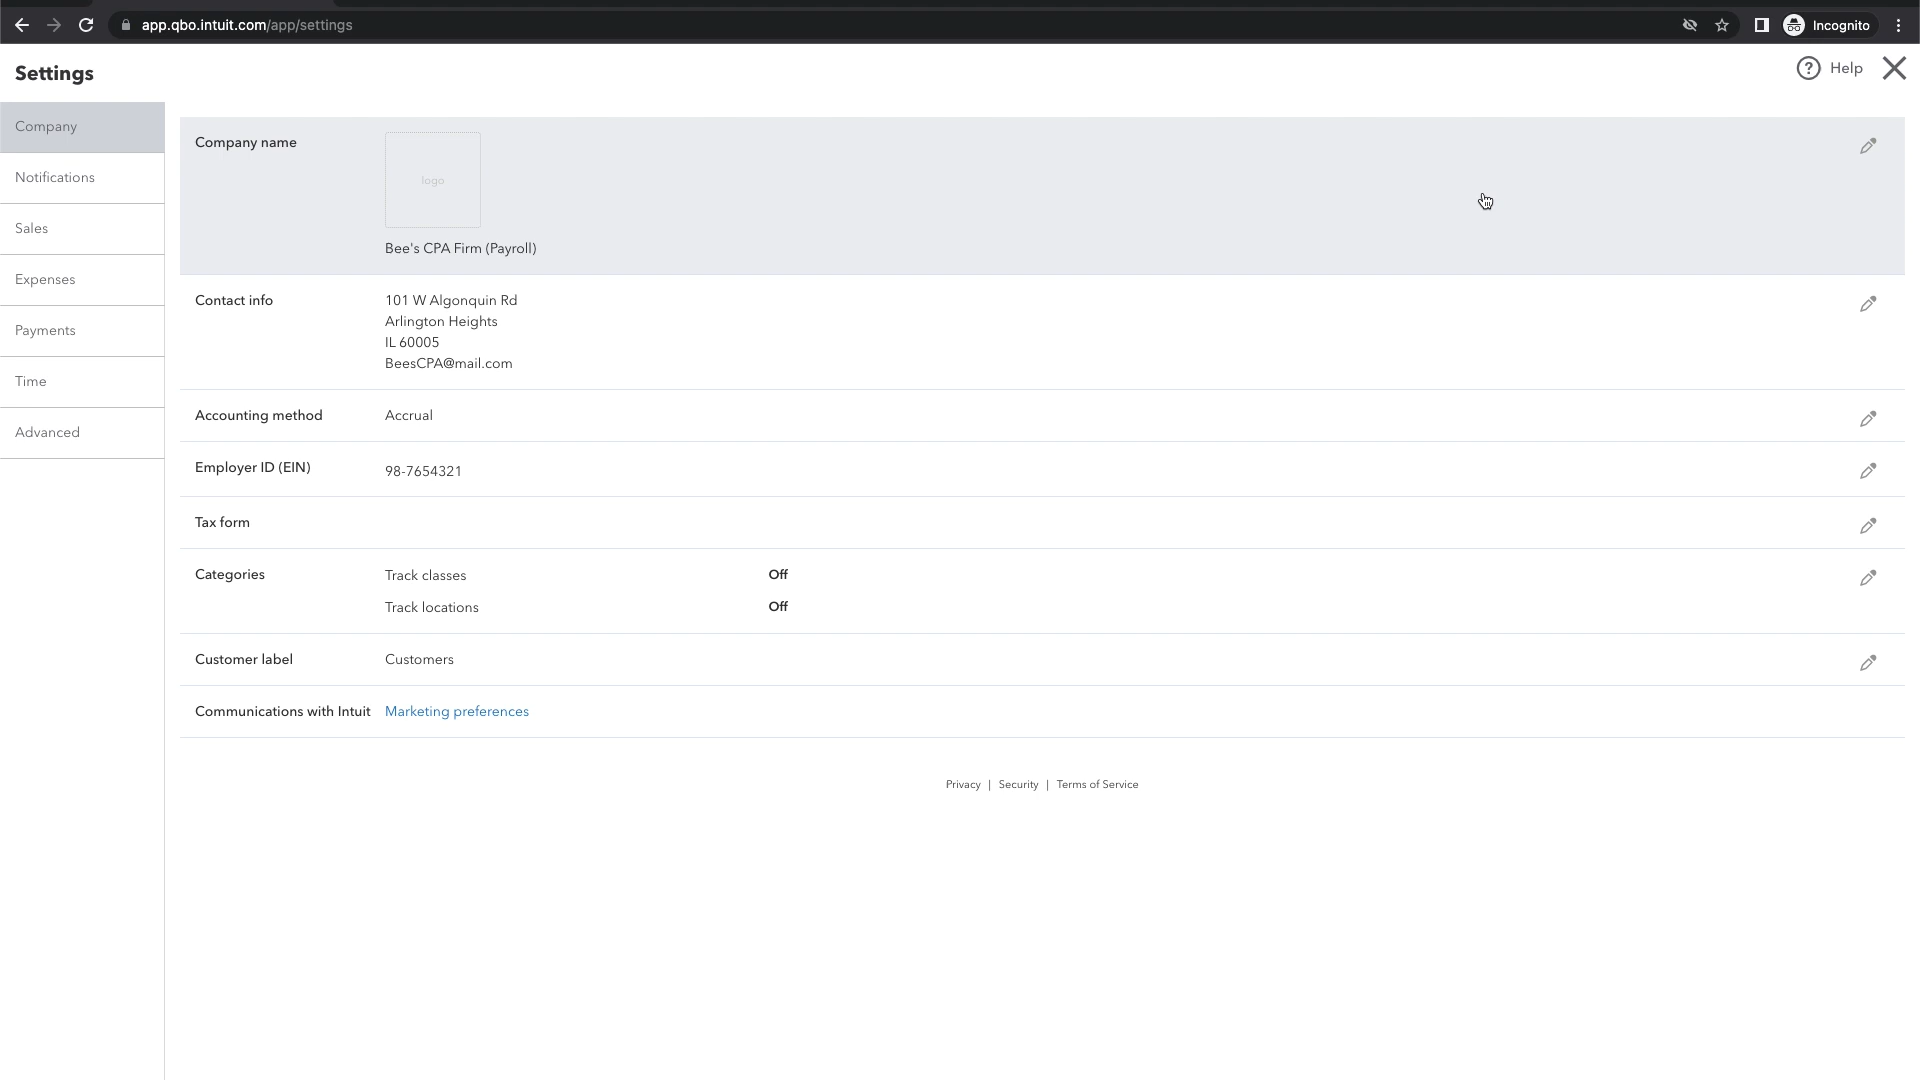 app.qbo.intuit.com/app/settings
Incognito
Settings
Help
Company
Notifications
Sales
Expenses
Payments
Time
Advanced
Company name
logo
Bee's CPA Firm (Payroll)
Contact info
101 W Algonquin Rd
Arlington Heights
IL 60005
BeesCPA@mail.com
Accounting method Accrual
Employer ID (EIN) 98-7654321
Tax form
Categories Track classes Off
Track locations Off
Customer label Customers
Communications with Intuit Marketing preferences
Privacy | Security | Terms of Service